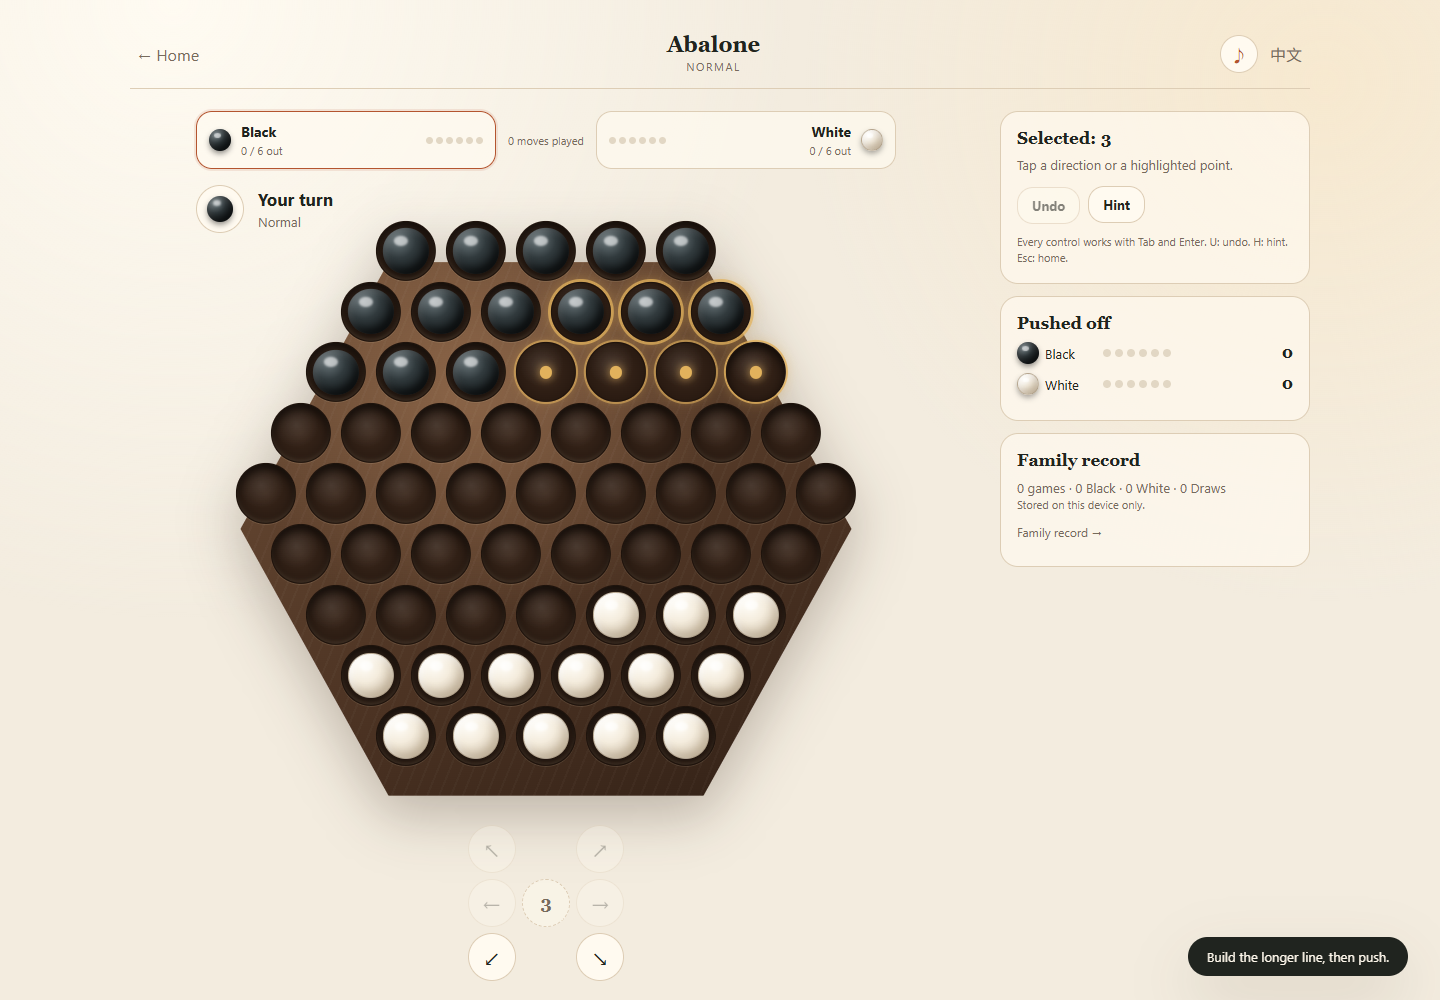 ← Home
Abalone
NORMAL
♪
中文
Black
0 / 6 out
0 moves played
White
0 / 6 out
Your turn
Normal
Selected: 3
Tap a direction or a highlighted point.
Undo
Hint
Every control works with Tab and Enter. U: undo. H: hint.
Esc: home.
Pushed off
Black
0
White
0
Family record
0 games · 0 Black · 0 White · 0 Draws
Stored on this device only.
Family record →
↖ ↗
← 3 →
↙ ↘
Build the longer line, then push.